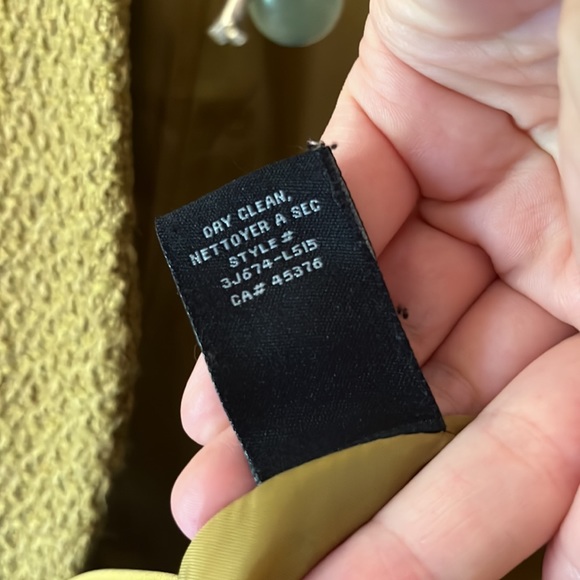 DRY CLEAN,
NETTOYER A SEC
STYLE #
3J674-L515
CA# 45376